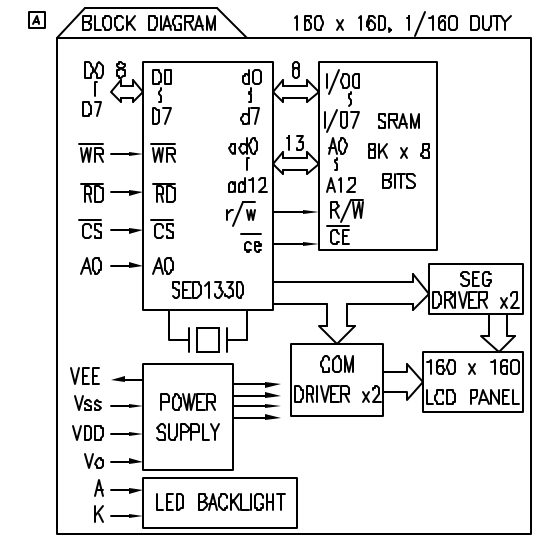 A BLOCK DIAGRAM 160 x 160, 1/160 DUTY
D0 8 D0 d0 8 I/O0
D7 D7 d7 I/O7 SRAM
WR WR ad0 13 A0 8K x 8
RD RD ad12 A12 BITS
CS CS r/w R/W
ce CE
A0 A0
SED1330
SEG
DRIVER x2
COM
DRIVER x2
160 x 160
LCD PANEL
VEE
Vss POWER
VDD SUPPLY
Vo
A
K LED BACKLIGHT